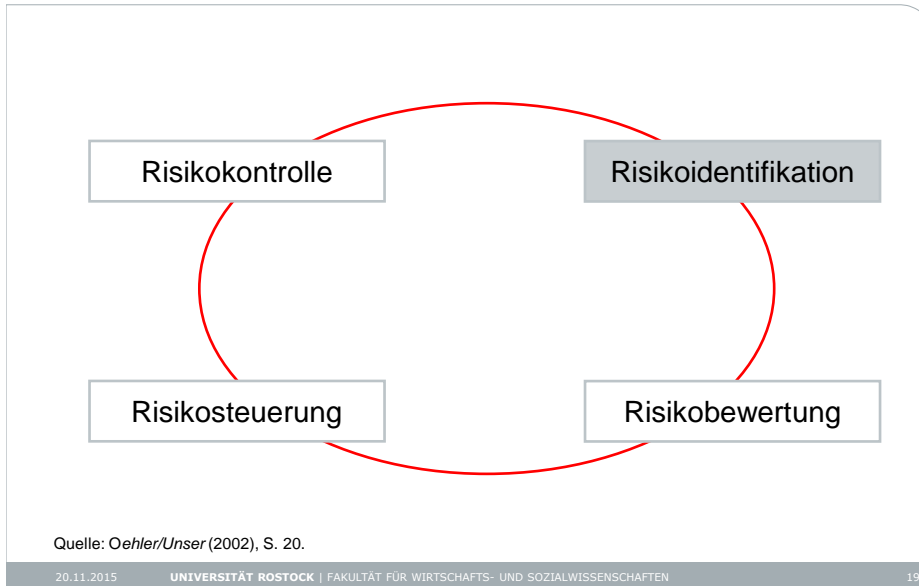 Risikokontrolle
Risikoidentifikation
Risikosteuerung
Risikobewertung
Quelle: Oehler/Unser (2002), S. 20.
20.11.2015 UNIVERSITÄT ROSTOCK | FAKULTÄT FÜR WIRTSCHAFTS- UND SOZIALWISSENSCHAFTEN 19